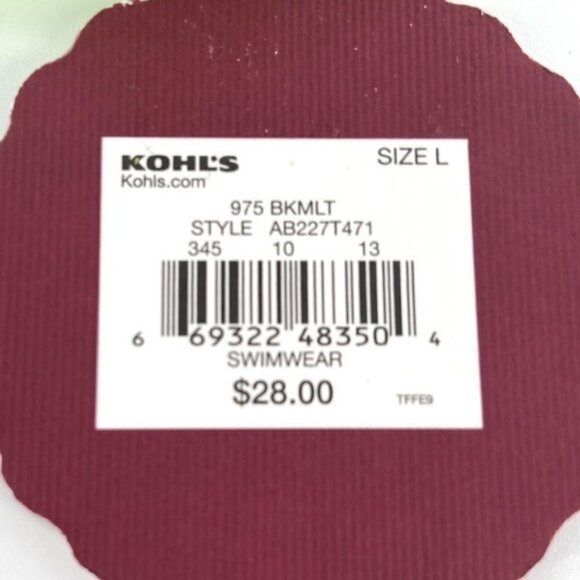 KOHL'S SIZE L
Kohls.com
975 BKMLT
STYLE AB227T471
345 10 13
6 69322 48350 4
SWIMWEAR
$28.00
TFFE9